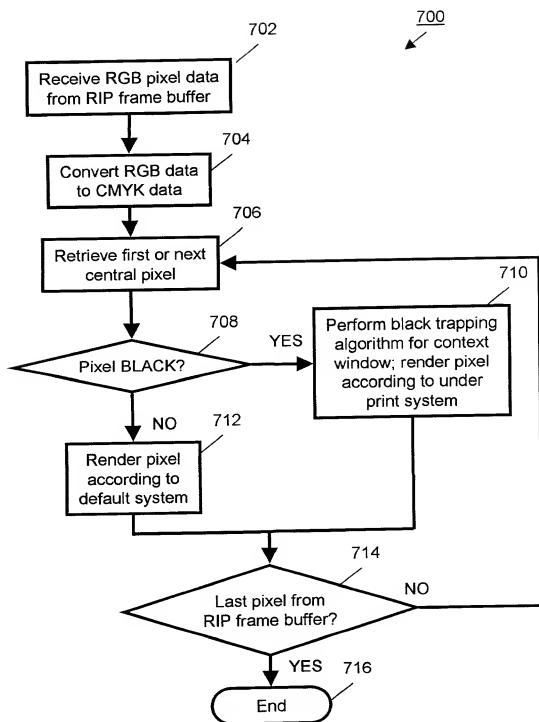 700
702
Receive RGB pixel data
from RIP frame buffer
704
Convert RGB data
to CMYK data
706
Retrieve first or next
central pixel
708
Pixel BLACK?
YES
710
Perform black trapping
algorithm for context
window; render pixel
according to under
print system
NO
712
Render pixel
according to
default system
714
Last pixel from
RIP frame buffer?
NO
YES
716
End